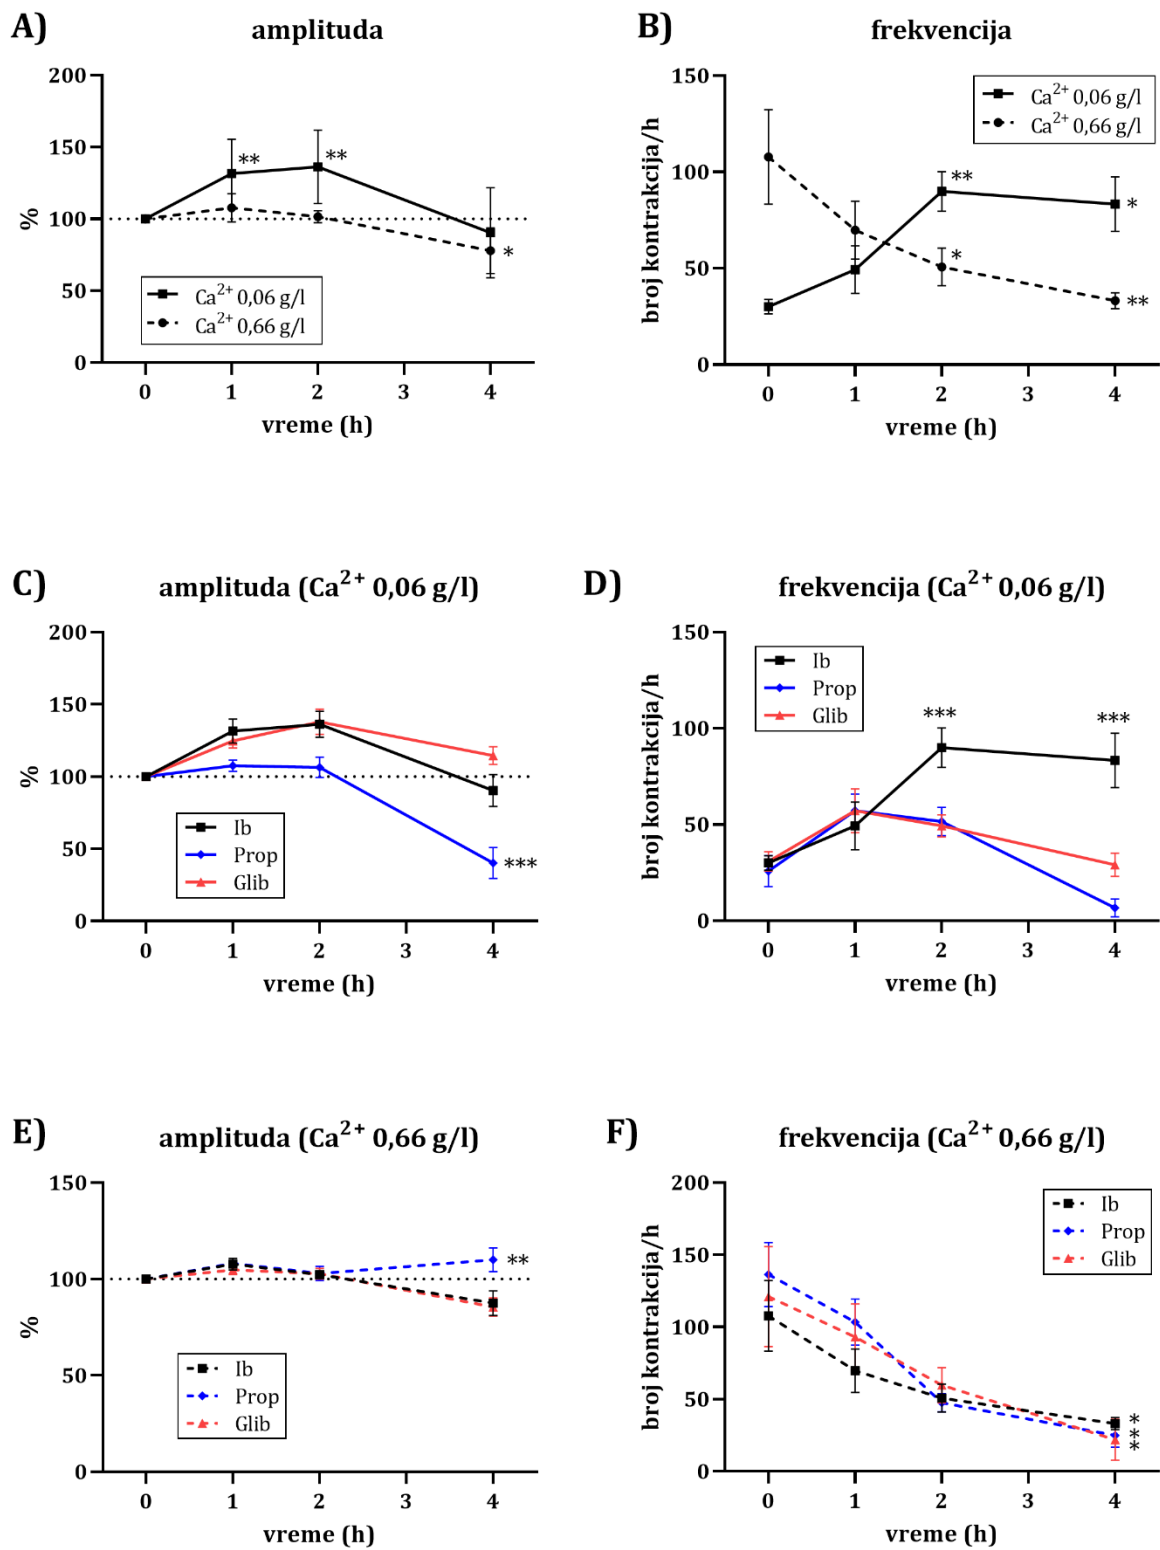 A) amplituda
200
150
100
50
0
%
** **
*
Ca²⁺ 0,06 g/l
Ca²⁺ 0,66 g/l
0 1 2 3 4
vreme (h)
B) frekvencija
150
100
50
0
broj kontrakcija/h
Ca²⁺ 0,06 g/l
Ca²⁺ 0,66 g/l
**
*
*
**
0 1 2 3 4
vreme (h)
C) amplituda (Ca²⁺ 0,06 g/l)
200
150
100
50
0
%
Ib
Prop
Glib
***
0 1 2 3 4
vreme (h)
D) frekvencija (Ca²⁺ 0,06 g/l)
150
100
50
0
broj kontrakcija/h
Ib
Prop
Glib
*** ***
0 1 2 3 4
vreme (h)
E) amplituda (Ca²⁺ 0,66 g/l)
150
100
50
0
%
**
Ib
Prop
Glib
0 1 2 3 4
vreme (h)
F) frekvencija (Ca²⁺ 0,66 g/l)
200
150
100
50
0
broj kontrakcija/h
Ib
Prop
Glib
*
*
*
0 1 2 3 4
vreme (h)